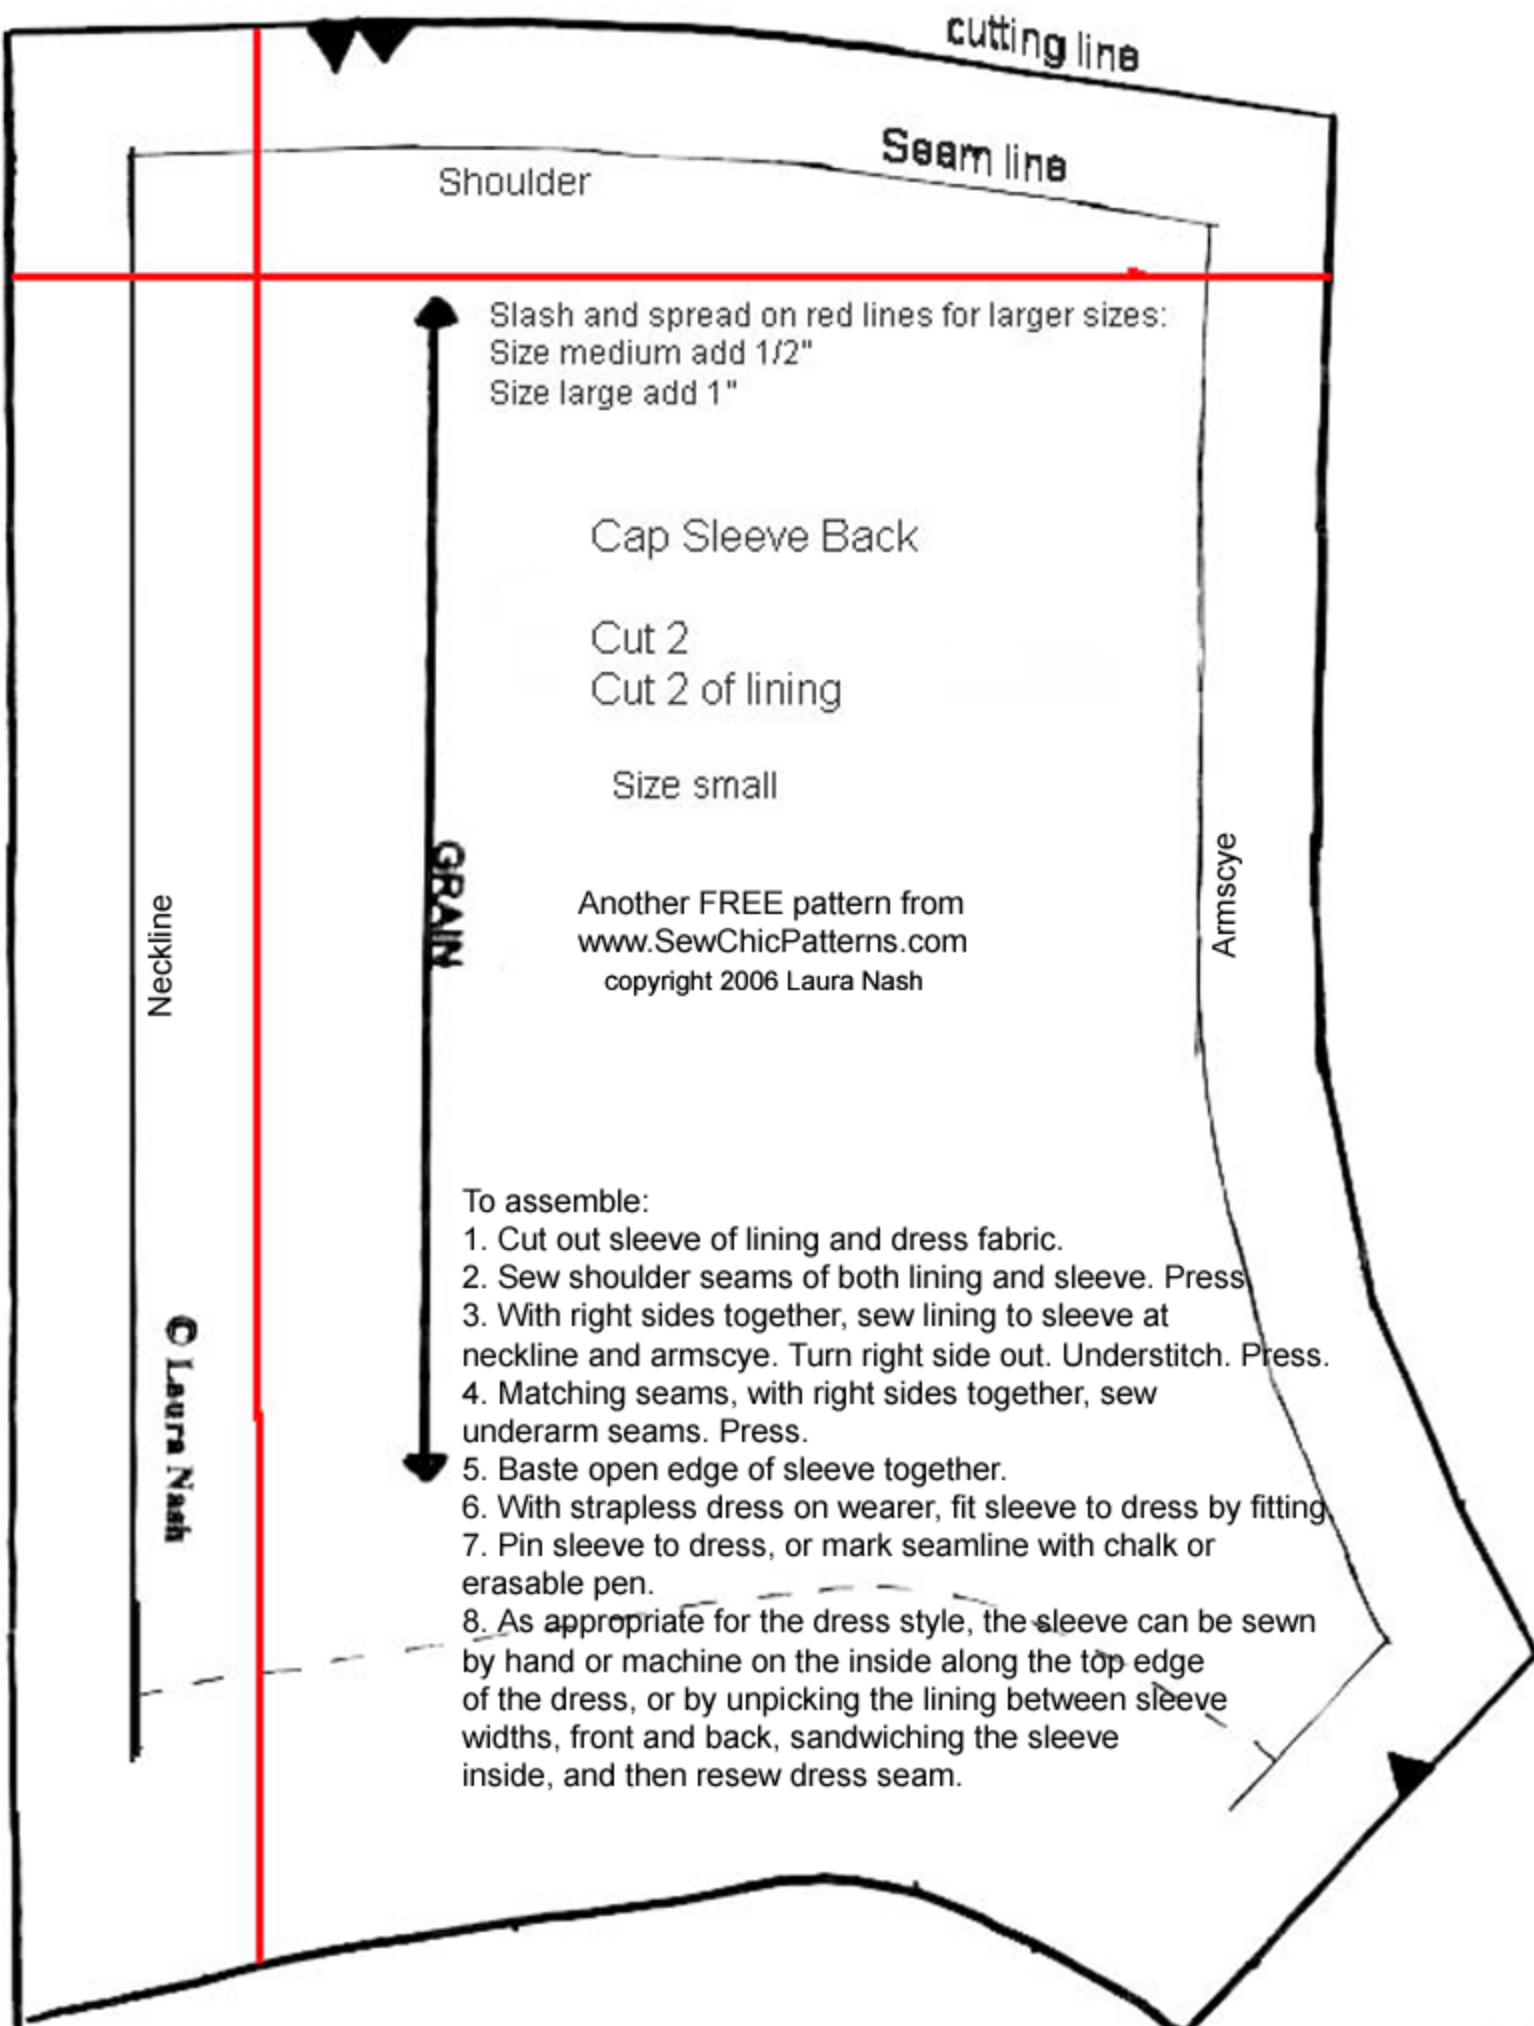 cutting line
Seam line
Shoulder
Slash and spread on red lines for larger sizes:
Size medium add 1/2"
Size large add 1"
Cap Sleeve Back
Cut 2
Cut 2 of lining
Size small
GRAIN
Neckline
Armscye
Another FREE pattern from
www.SewChicPatterns.com
copyright 2006 Laura Nash
© Laura Nash
To assemble:
1. Cut out sleeve of lining and dress fabric.
2. Sew shoulder seams of both lining and sleeve. Press
3. With right sides together, sew lining to sleeve at
neckline and armscye. Turn right side out. Understitch. Press.
4. Matching seams, with right sides together, sew
underarm seams. Press.
5. Baste open edge of sleeve together.
6. With strapless dress on wearer, fit sleeve to dress by fitting
7. Pin sleeve to dress, or mark seamline with chalk or
erasable pen.
8. As appropriate for the dress style, the sleeve can be sewn
by hand or machine on the inside along the top edge
of the dress, or by unpicking the lining between sleeve
widths, front and back, sandwiching the sleeve
inside, and then resew dress seam.